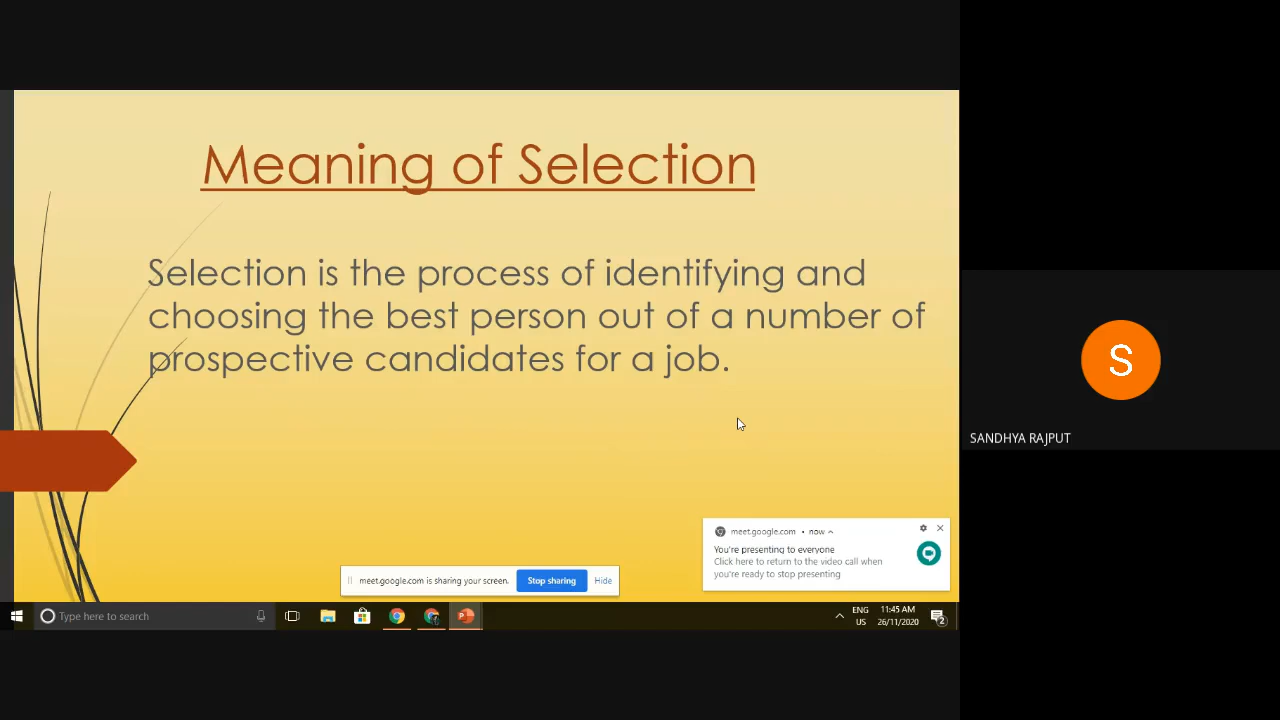 Meaning of Selection
Selection is the process of identifying and
choosing the best person out of a number of
prospective candidates for a job.
S
SANDHYA RAJPUT
meet.google.com • now
You're presenting to everyone
Click here to return to the video call when
you're ready to stop presenting
meet.google.com is sharing your screen. Stop sharing Hide
Type here to search
ENG
US
11:45 AM
26/11/2020
2